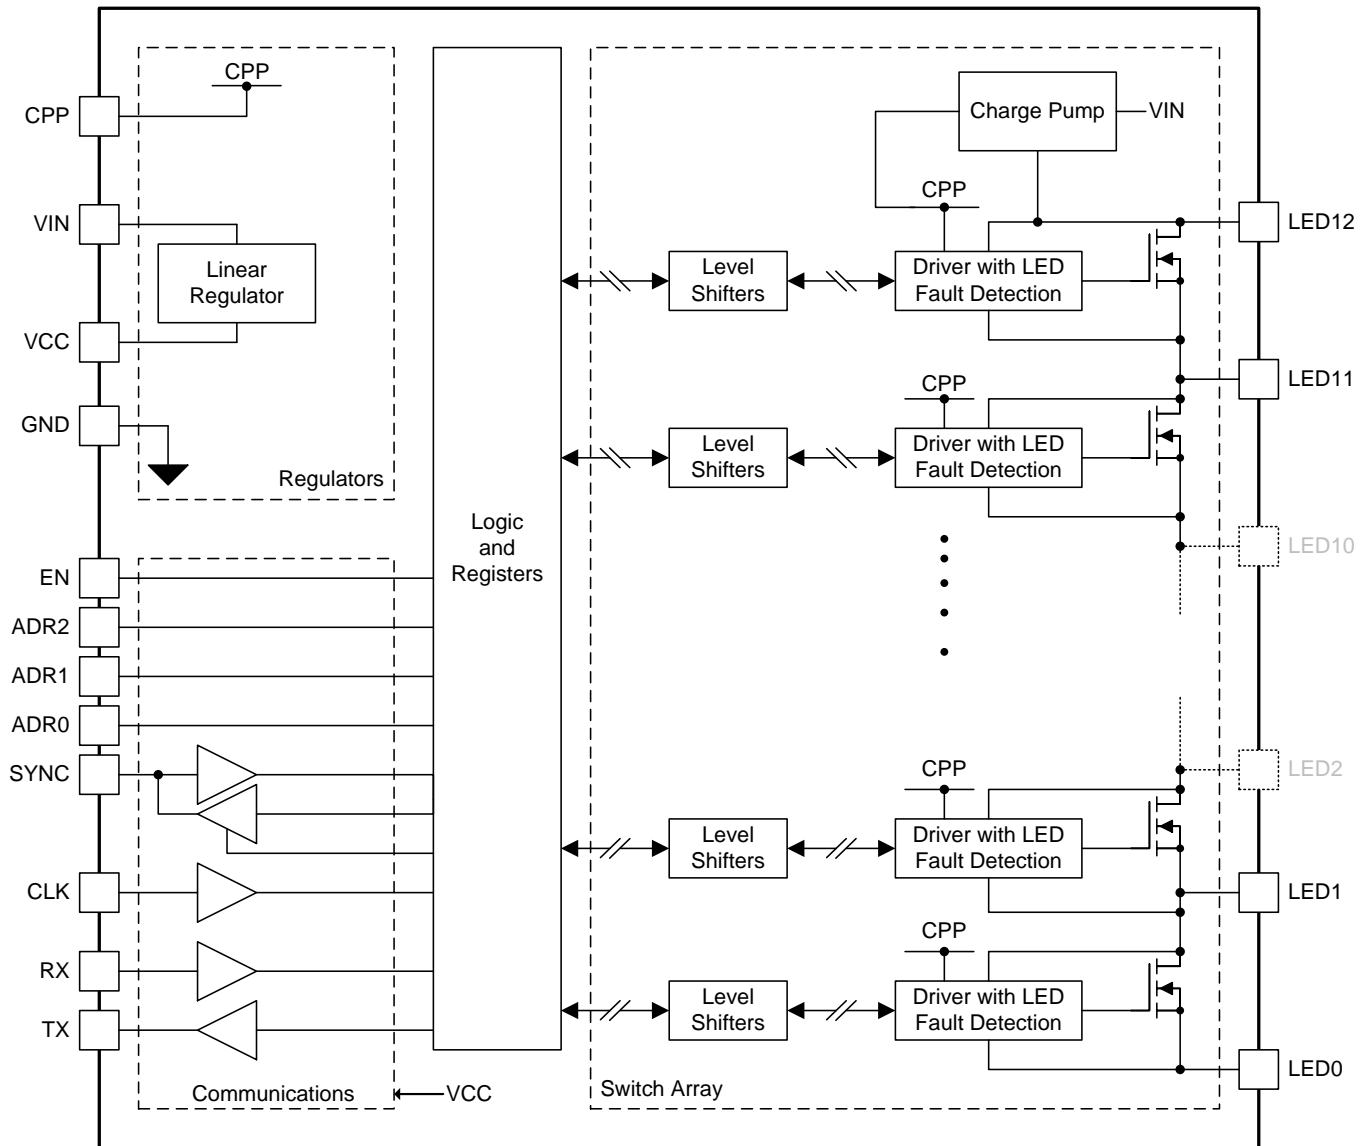 CPP
VIN
VCC
GND
EN
ADR2
ADR1
ADR0
SYNC
CLK
RX
TX
CPP
Linear
Regulator
Regulators
Communications
VCC
Logic
and
Registers
Charge Pump
VIN
CPP
Level
Shifters
Driver with LED
Fault Detection
CPP
Level
Shifters
Driver with LED
Fault Detection
CPP
Level
Shifters
Driver with LED
Fault Detection
CPP
Level
Shifters
Driver with LED
Fault Detection
Switch Array
LED12
LED11
LED10
LED2
LED1
LED0